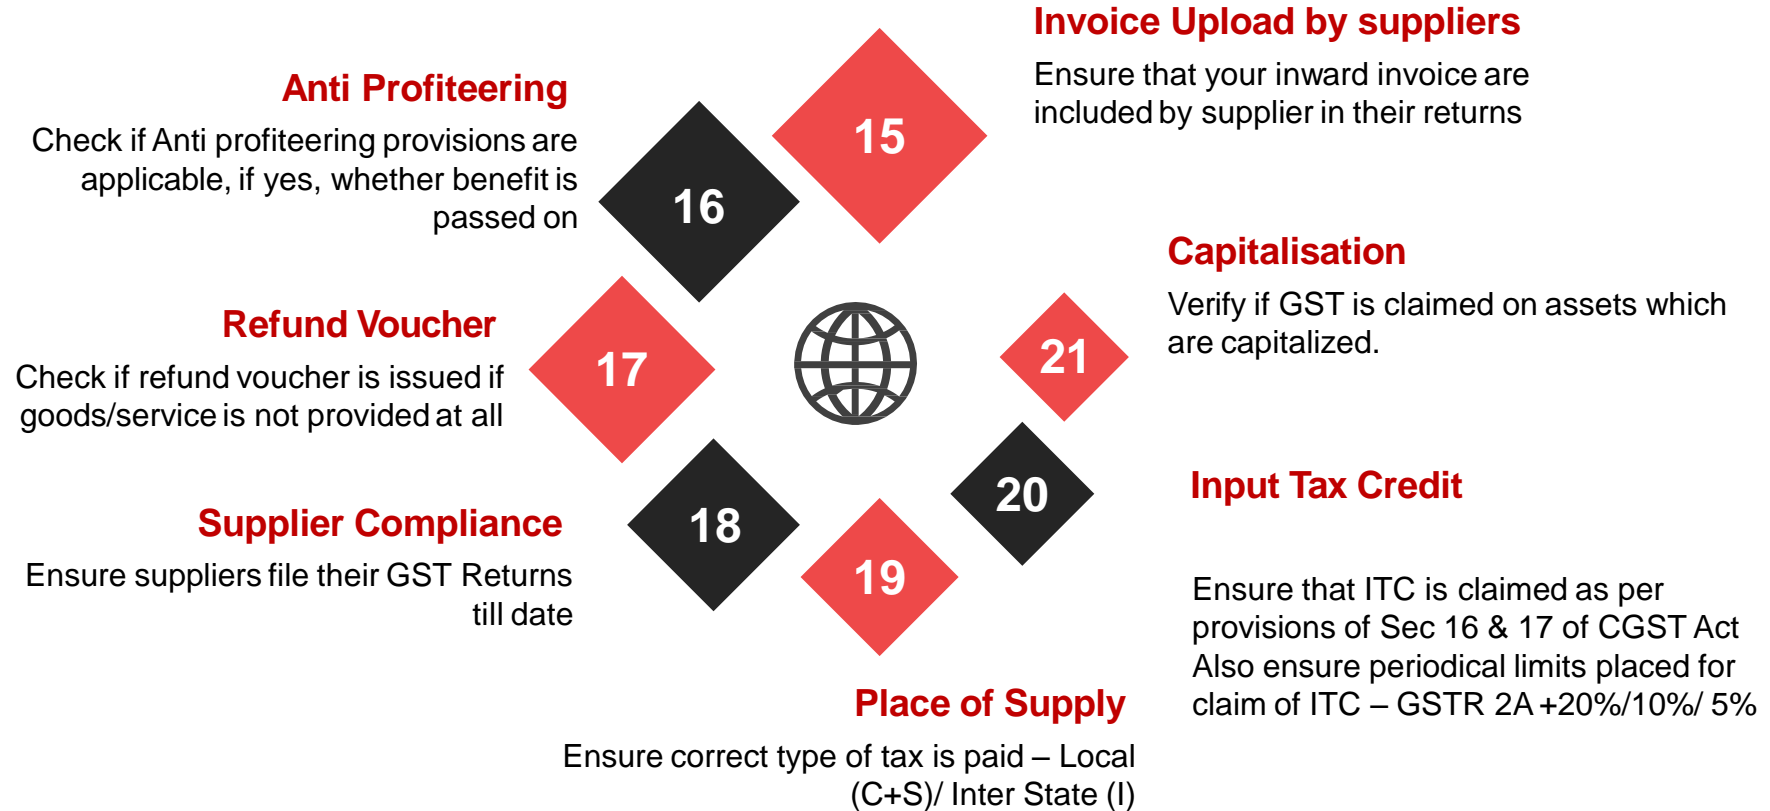 Invoice Upload by suppliers
Ensure that your inward invoice are
included by supplier in their returns
15
Anti Profiteering
Check if Anti profiteering provisions are
applicable, if yes, whether benefit is
passed on
16
Refund Voucher
Check if refund voucher is issued if
goods/service is not provided at all
17
Supplier Compliance
Ensure suppliers file their GST Returns
till date
18
19
Place of Supply
Ensure correct type of tax is paid – Local
(C+S)/ Inter State (I)
20
Input Tax Credit
Ensure that ITC is claimed as per
provisions of Sec 16 & 17 of CGST Act
Also ensure periodical limits placed for
claim of ITC – GSTR 2A +20%/10%/ 5%
21
Capitalisation
Verify if GST is claimed on assets which
are capitalized.